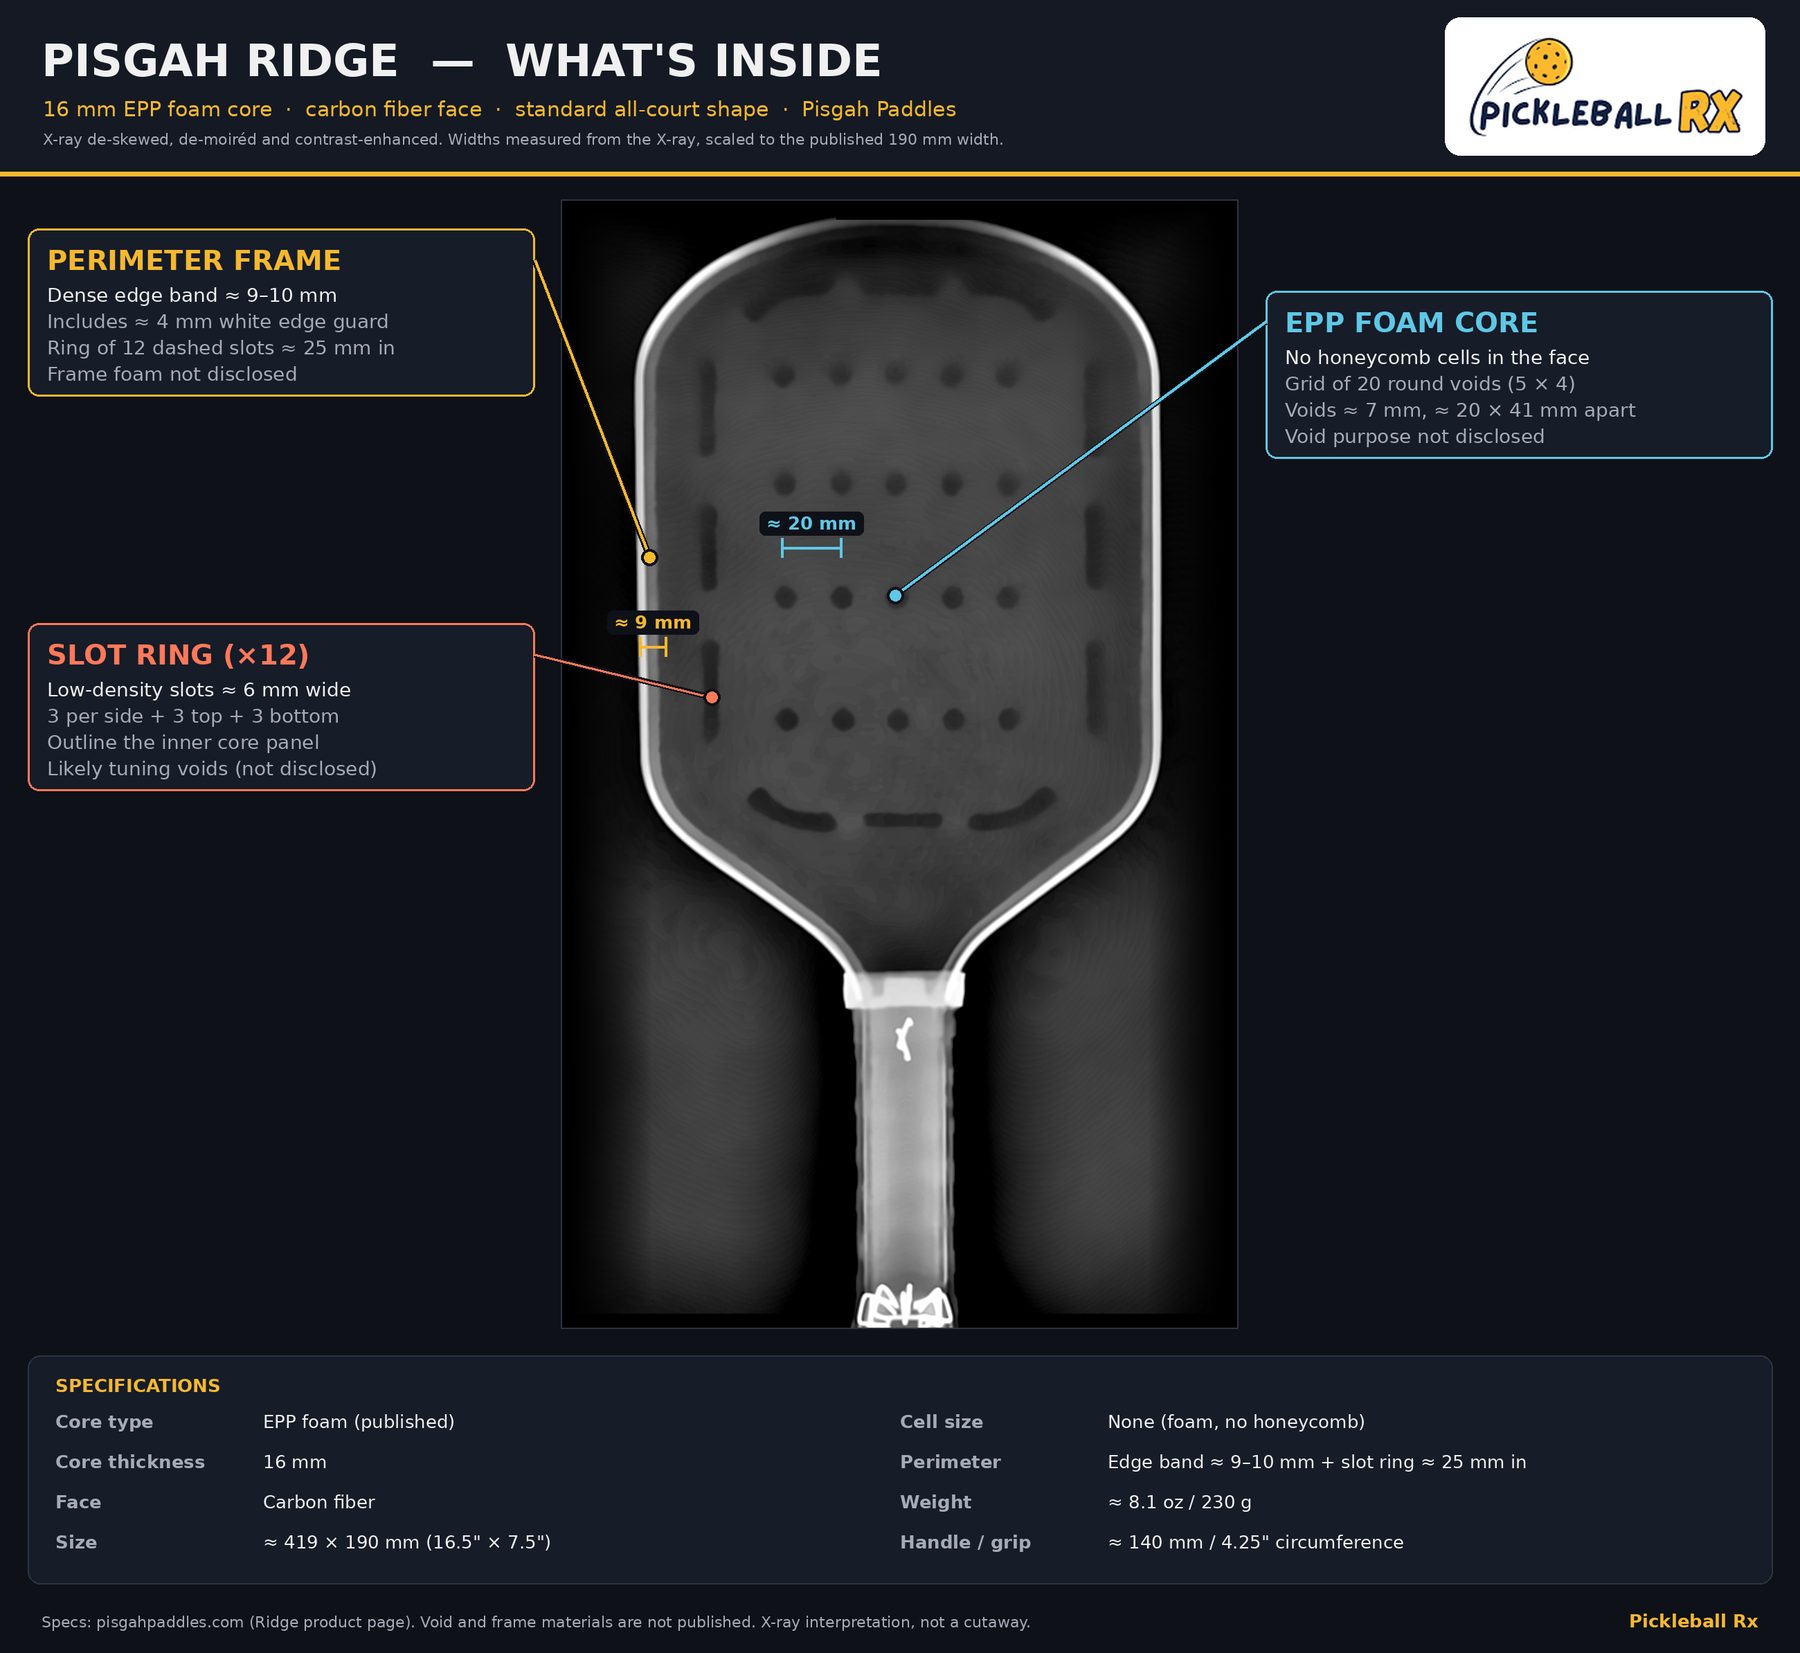 PISGAH RIDGE — WHAT'S INSIDE
16 mm EPP foam core · carbon fiber face · standard all-court shape · Pisgah Paddles
X-ray de-skewed, de-moiréd and contrast-enhanced. Widths measured from the X-ray, scaled to the published 190 mm width.
PICKLEBALL RX
PERIMETER FRAME
Dense edge band ≈ 9–10 mm
Includes ≈ 4 mm white edge guard
Ring of 12 dashed slots ≈ 25 mm in
Frame foam not disclosed
EPP FOAM CORE
No honeycomb cells in the face
Grid of 20 round voids (5 × 4)
Voids ≈ 7 mm, ≈ 20 × 41 mm apart
Void purpose not disclosed
≈ 20 mm
≈ 9 mm
SLOT RING (×12)
Low-density slots ≈ 6 mm wide
3 per side + 3 top + 3 bottom
Outline the inner core panel
Likely tuning voids (not disclosed)
SPECIFICATIONS
Core type EPP foam (published)
Core thickness 16 mm
Face Carbon fiber
Size ≈ 419 × 190 mm (16.5" × 7.5")
Cell size None (foam, no honeycomb)
Perimeter Edge band ≈ 9–10 mm + slot ring ≈ 25 mm in
Weight ≈ 8.1 oz / 230 g
Handle / grip ≈ 140 mm / 4.25" circumference
Specs: pisgahpaddles.com (Ridge product page). Void and frame materials are not published. X-ray interpretation, not a cutaway.
Pickleball Rx